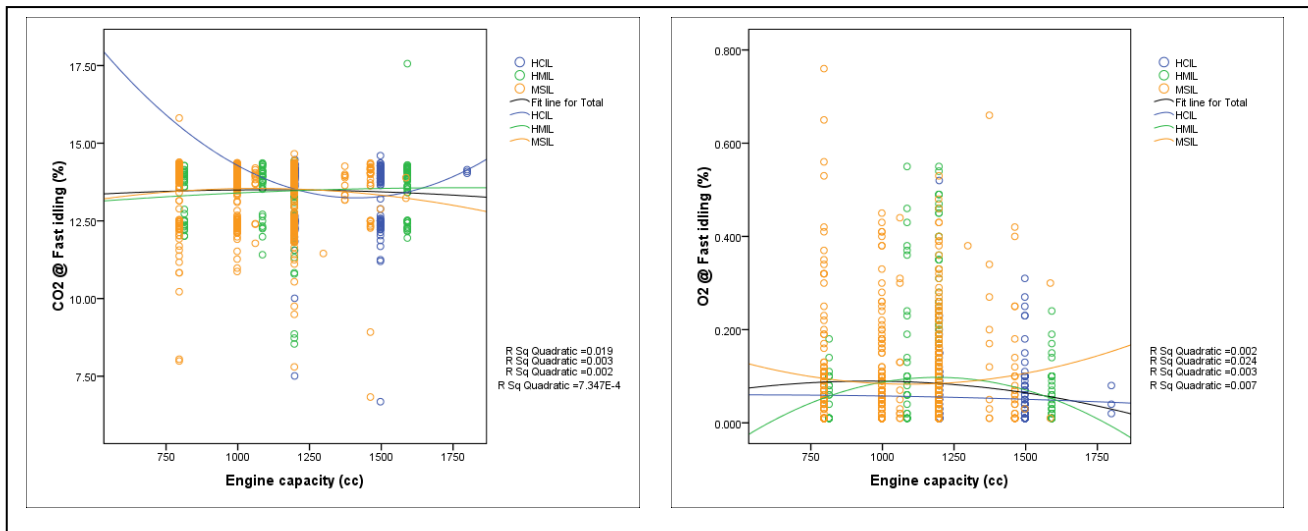 CO2 @ Fast idling (%)
17.50
15.00
12.50
10.00
7.50
750
1000
1250
1500
1750
Engine capacity (cc)
HCIL
HMIL
MSIL
Fit line for Total
HCIL
HMIL
MSIL
R Sq Quadratic =0.019
R Sq Quadratic =0.003
R Sq Quadratic =0.002
R Sq Quadratic =7.347E-4
O2 @ Fast idling (%)
0.800
0.600
0.400
0.200
0.000
750
1000
1250
1500
1750
Engine capacity (cc)
HCIL
HMIL
MSIL
Fit line for Total
HCIL
HMIL
MSIL
R Sq Quadratic =0.002
R Sq Quadratic =0.024
R Sq Quadratic =0.003
R Sq Quadratic =0.007